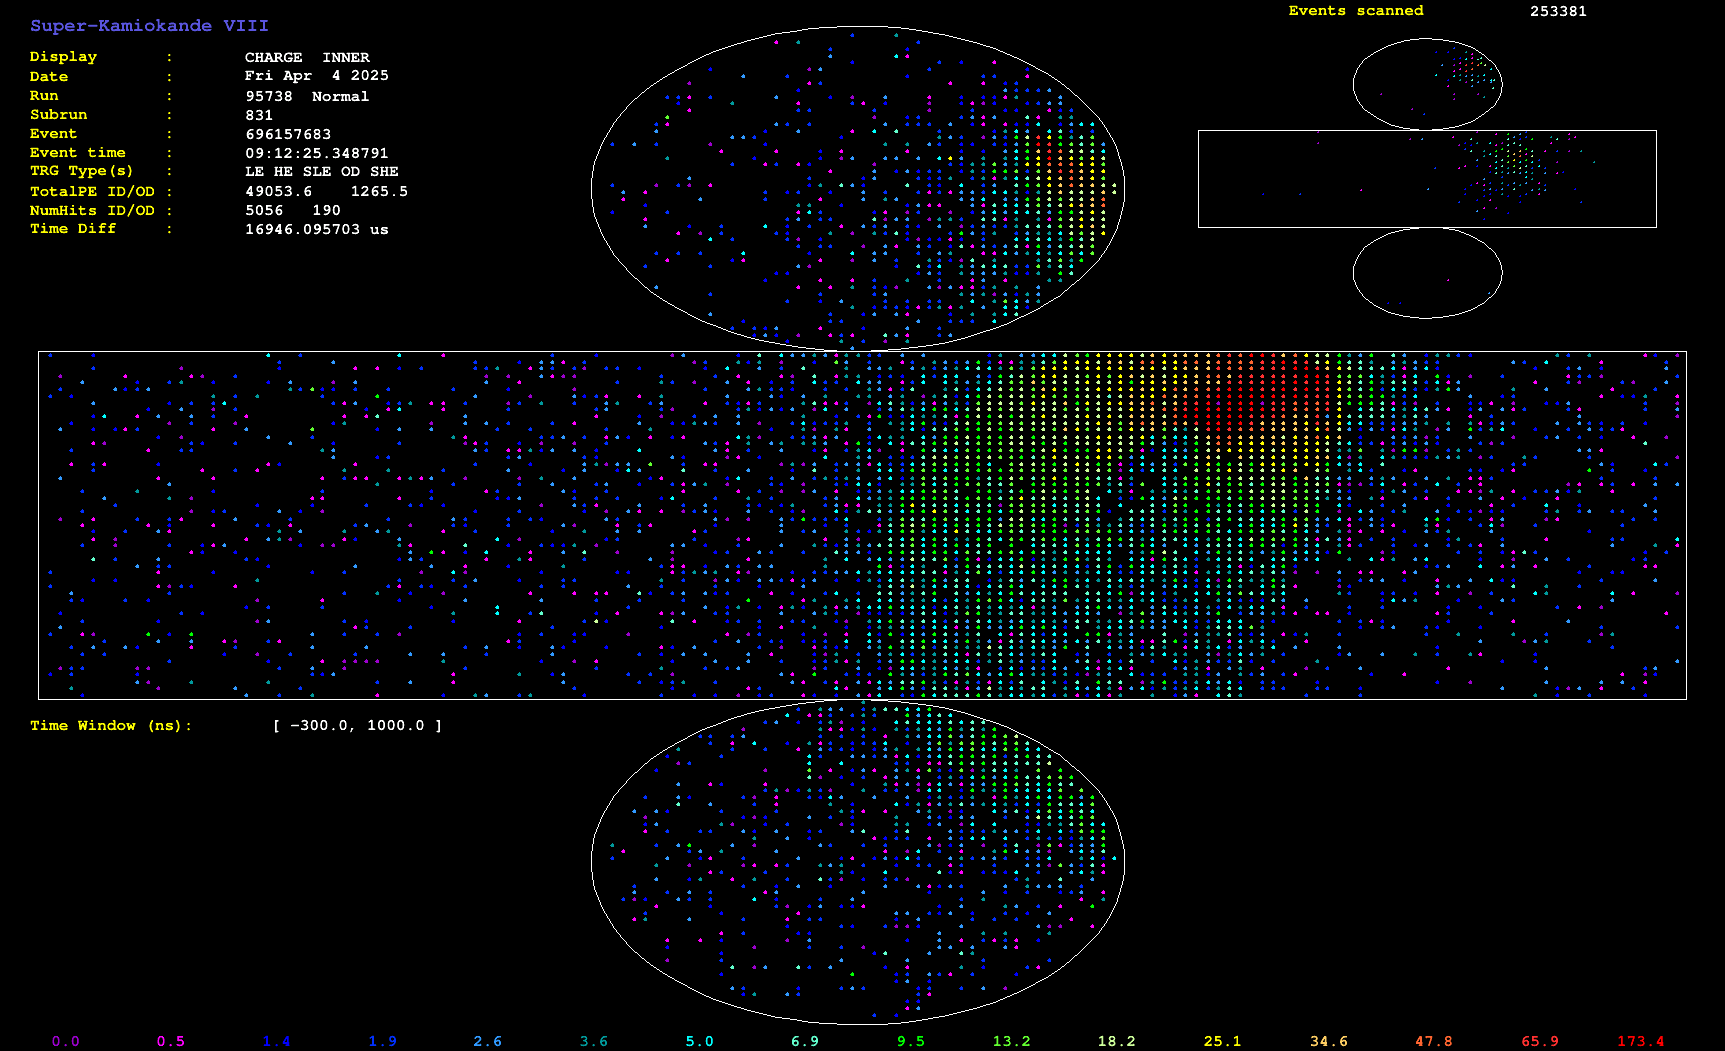 Super-Kamiokande VIII
Events scanned 253381
Display : CHARGE INNER
Date : Fri Apr 4 2025
Run : 95738 Normal
Subrun : 831
Event : 696157683
Event time : 09:12:25.348791
TRG Type(s) : LE HE SLE OD SHE
TotalPE ID/OD : 49053.6 1265.5
NumHits ID/OD : 5056 190
Time Diff : 16946.095703 us
Time Window (ns): [ -300.0, 1000.0 ]
0.0 0.5 1.4 1.9 2.6 3.6 5.0 6.9 9.5 13.2 18.2 25.1 34.6 47.8 65.9 173.4